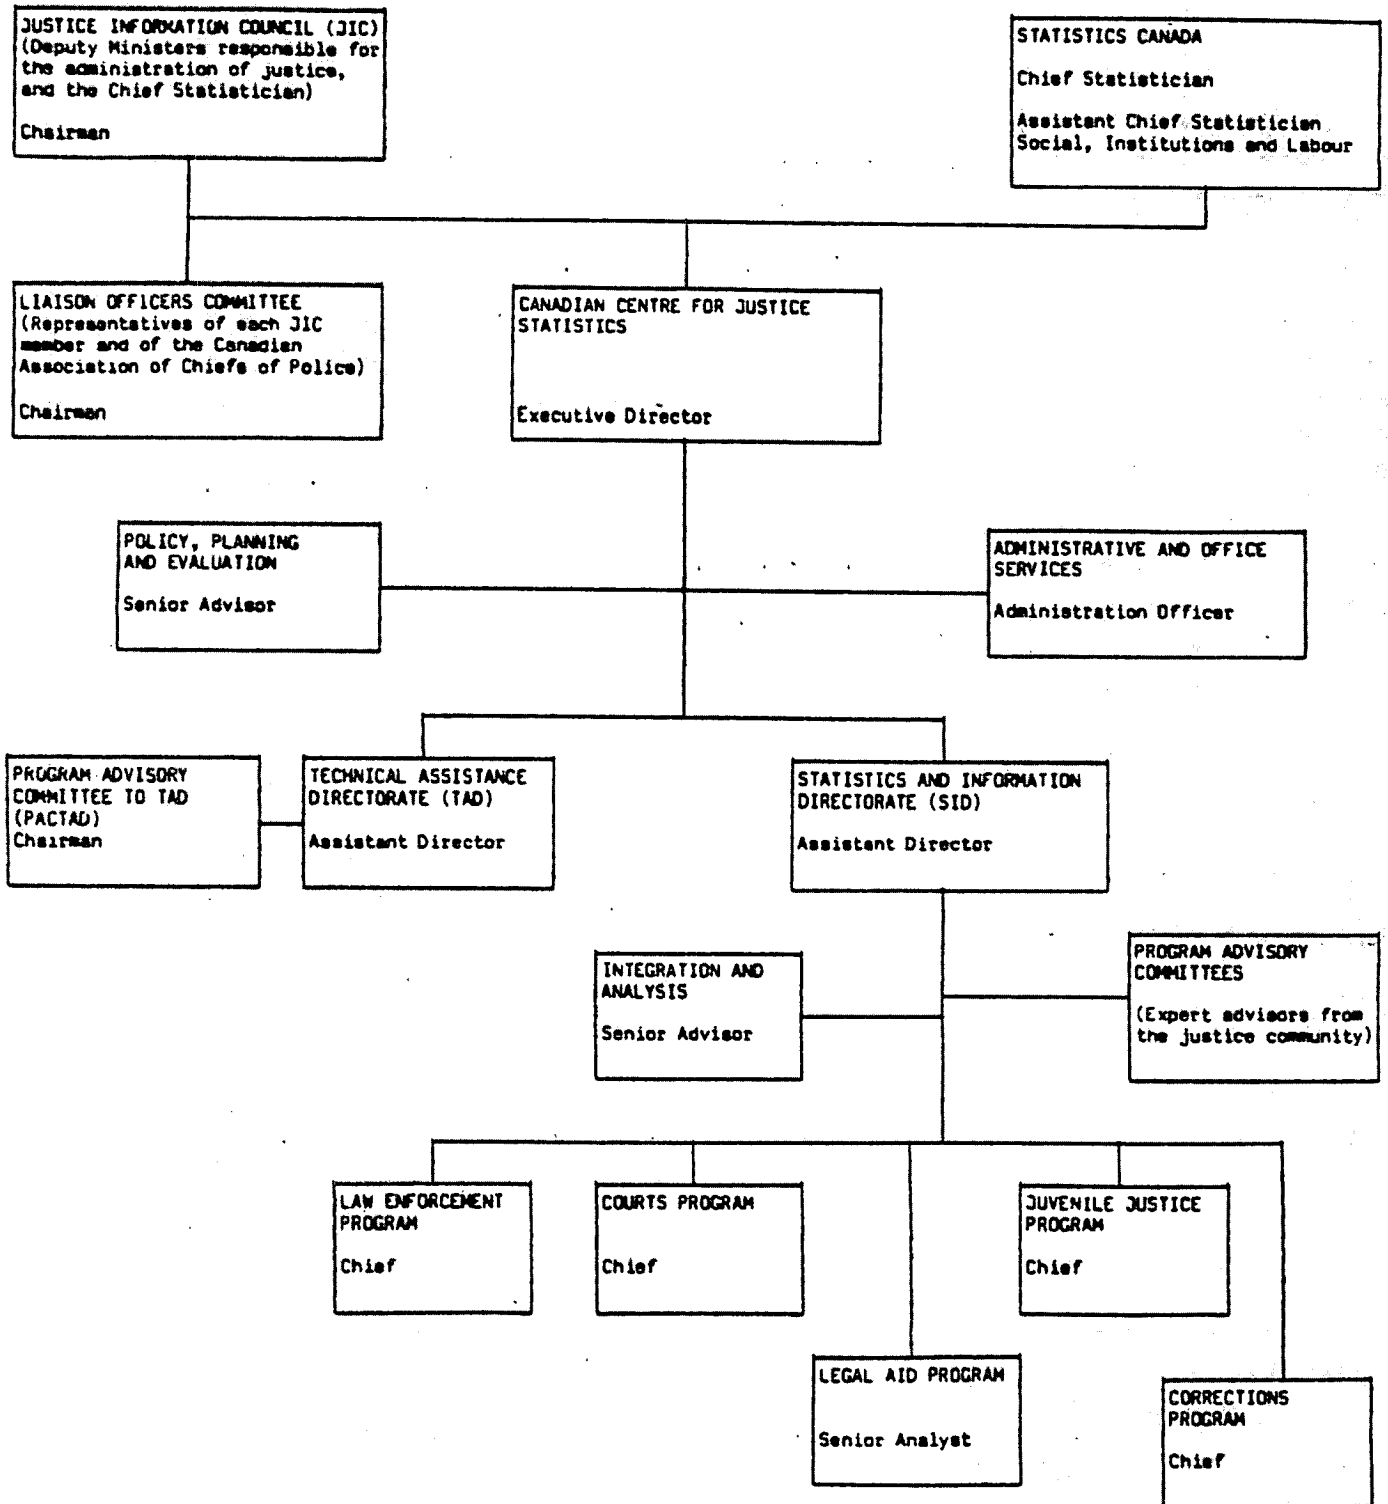 JUSTICE INFORMATION COUNCIL (JIC)
(Deputy Ministers responsible for
the administration of justice,
and the Chief Statistician)
Chairman
STATISTICS CANADA
Chief Statistician
Assistant Chief Statistician
Social, Institutions and Labour
LIAISON OFFICERS COMMITTEE
(Representatives of each JIC
member and of the Canadian
Association of Chiefs of Police)
Chairman
CANADIAN CENTRE FOR JUSTICE
STATISTICS
Executive Director
POLICY, PLANNING
AND EVALUATION
Senior Advisor
ADMINISTRATIVE AND OFFICE
SERVICES
Administration Officer
PROGRAM ADVISORY
COMMITTEE TO TAD
(PACTAD)
Chairman
TECHNICAL ASSISTANCE
DIRECTORATE (TAD)
Assistant Director
STATISTICS AND INFORMATION
DIRECTORATE (SID)
Assistant Director
INTEGRATION AND
ANALYSIS
Senior Advisor
PROGRAM ADVISORY
COMMITTEES
(Expert advisors from
the justice community)
LAW ENFORCEMENT
PROGRAM
Chief
COURTS PROGRAM
Chief
JUVENILE JUSTICE
PROGRAM
Chief
LEGAL AID PROGRAM
Senior Analyst
CORRECTIONS
PROGRAM
Chief